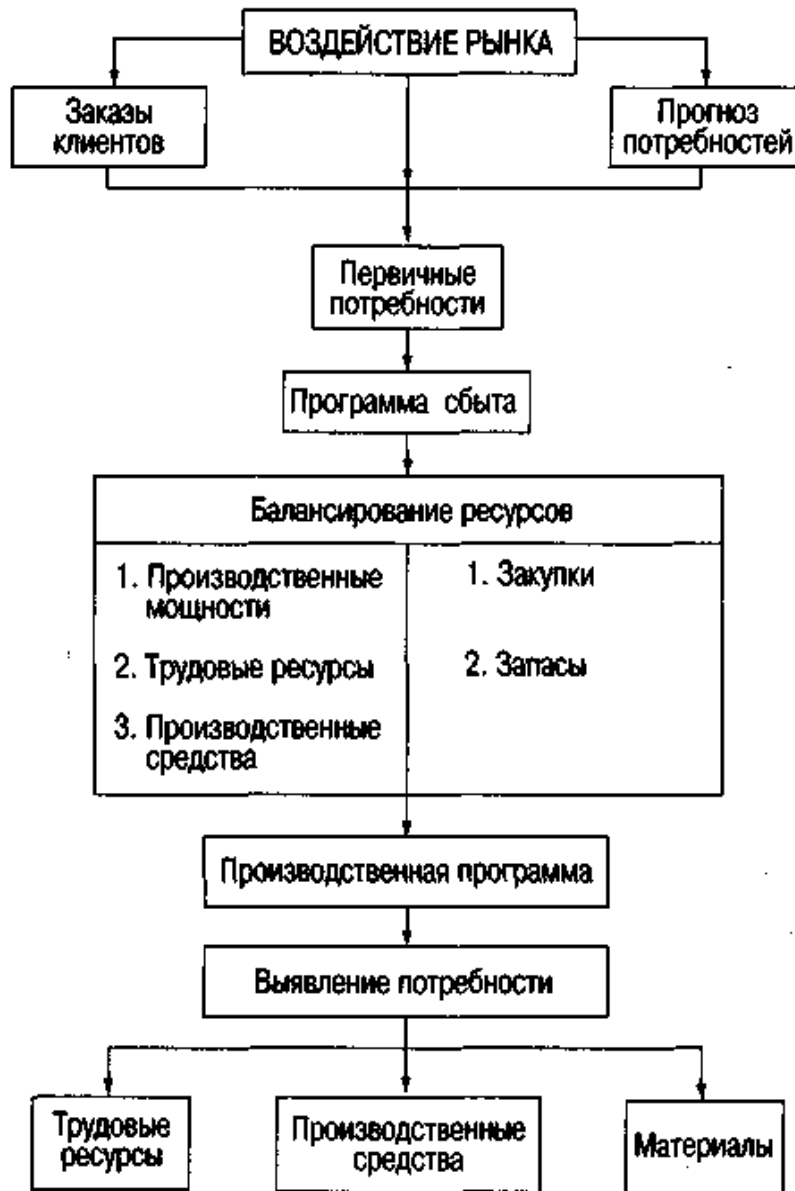 ВОЗДЕЙСТВИЕ РЫНКА
Заказы
клиентов
Прогноз
потребностей
Первичные
потребности
Программа сбыта
Балансирование ресурсов
1. Производственные
мощности
2. Трудовые ресурсы
3. Производственные
средства
1. Закупки
2. Запасы
Производственная программа
Выявление потребности
Трудовые
ресурсы
Производственные
средства
Материалы